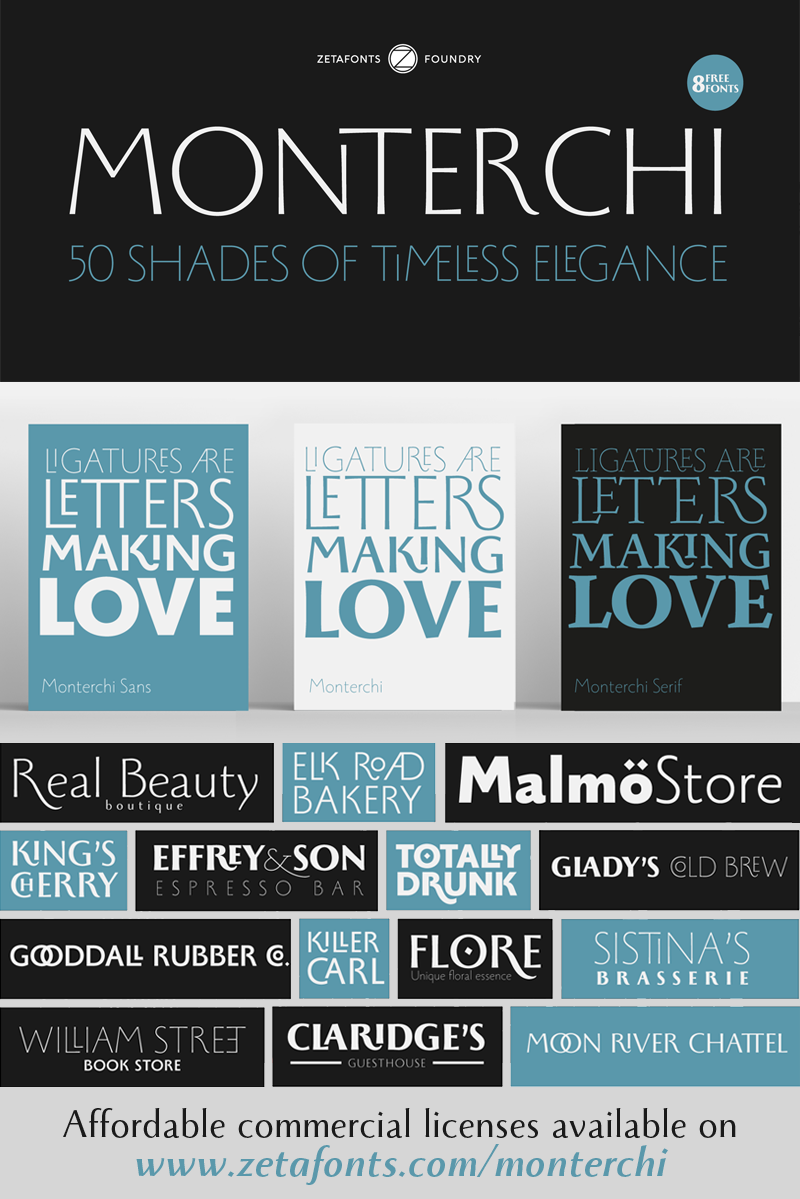 ZETAFONTS FOUNDRY
8 FREE
FONTS
MONTERCHI
50 SHADES OF TIMELESS ELEGANCE
LIGATURES ARE
LETTERS
MAKING
LOVE
Monterchi Sans
LIGATURES ARE
LETTERS
MAKING
LOVE
Monterchi
LIGATURES ARE
LETTERS
MAKING
LOVE
Monterchi Serif
Real Beauty
boutique
ELK ROAD
BAKERY
MalmöStore
KING'S
CHERRY
EFFREY&SON
ESPRESSO BAR
TOTALLY
DRUNK
GLADY'S COLD BREW
GOODDALL RUBBER CO.
KILLER
CARL
FLORE
Unique floral essence
SISTINA'S
BRASSERIE
WILLIAM STREET
BOOK STORE
CLARIDGE'S
GUESTHOUSE
MOON RIVER CHATTEL
Affordable commercial licenses available on
www.zetafonts.com/monterchi